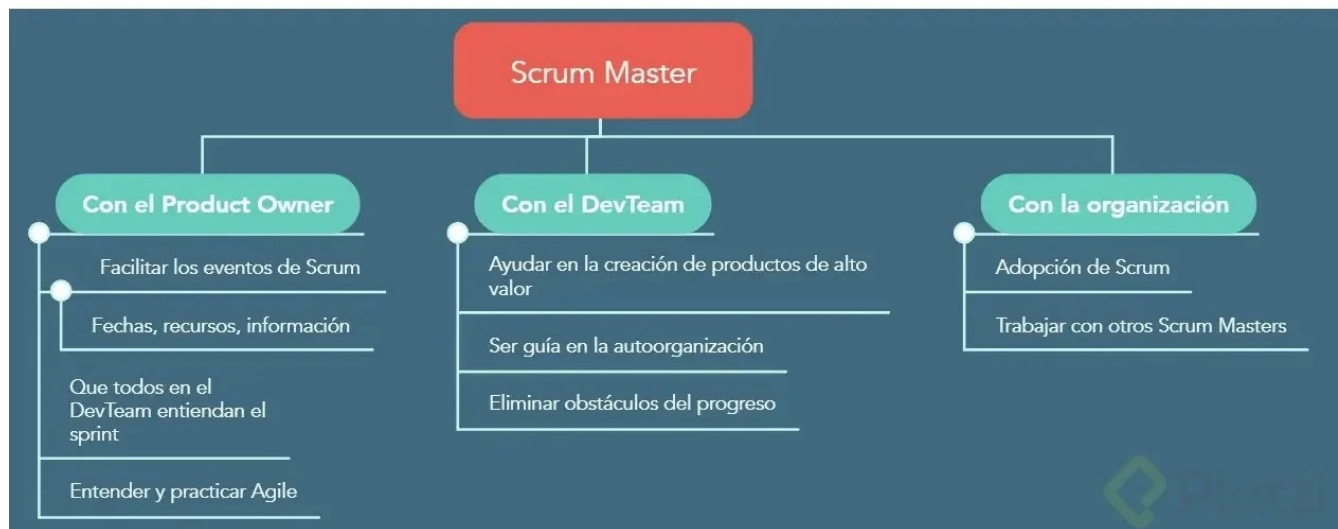 Scrum Master
Con el Product Owner
Facilitar los eventos de Scrum
Fechas, recursos, información
Que todos en el
DevTeam entiendan el
sprint
Entender y practicar Agile
Con el DevTeam
Ayudar en la creación de productos de alto
valor
Ser guía en la autoorganización
Eliminar obstáculos del progreso
Con la organización
Adopción de Scrum
Trabajar con otros Scrum Masters